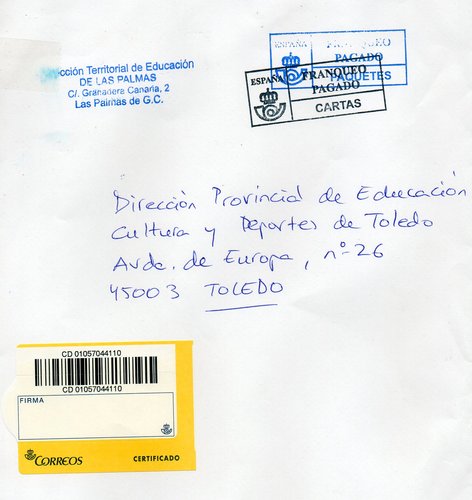 cción Territorial de Educación
DE LAS PALMAS
C/. Granadera Canaria, 2
Las Palmas de G.C.
ESPAÑA FRANQUEO
PAGADO
PAQUETES
ESPAÑA FRANQUEO
PAGADO
CARTAS
Dirección Provincial de Educación
Cultura y Deportes de Toledo
Avde. de Europa, nº-26
45003 TOLEDO
CD 01057044110
CD 01057044110
FIRMA
CORREOS CERTIFICADO